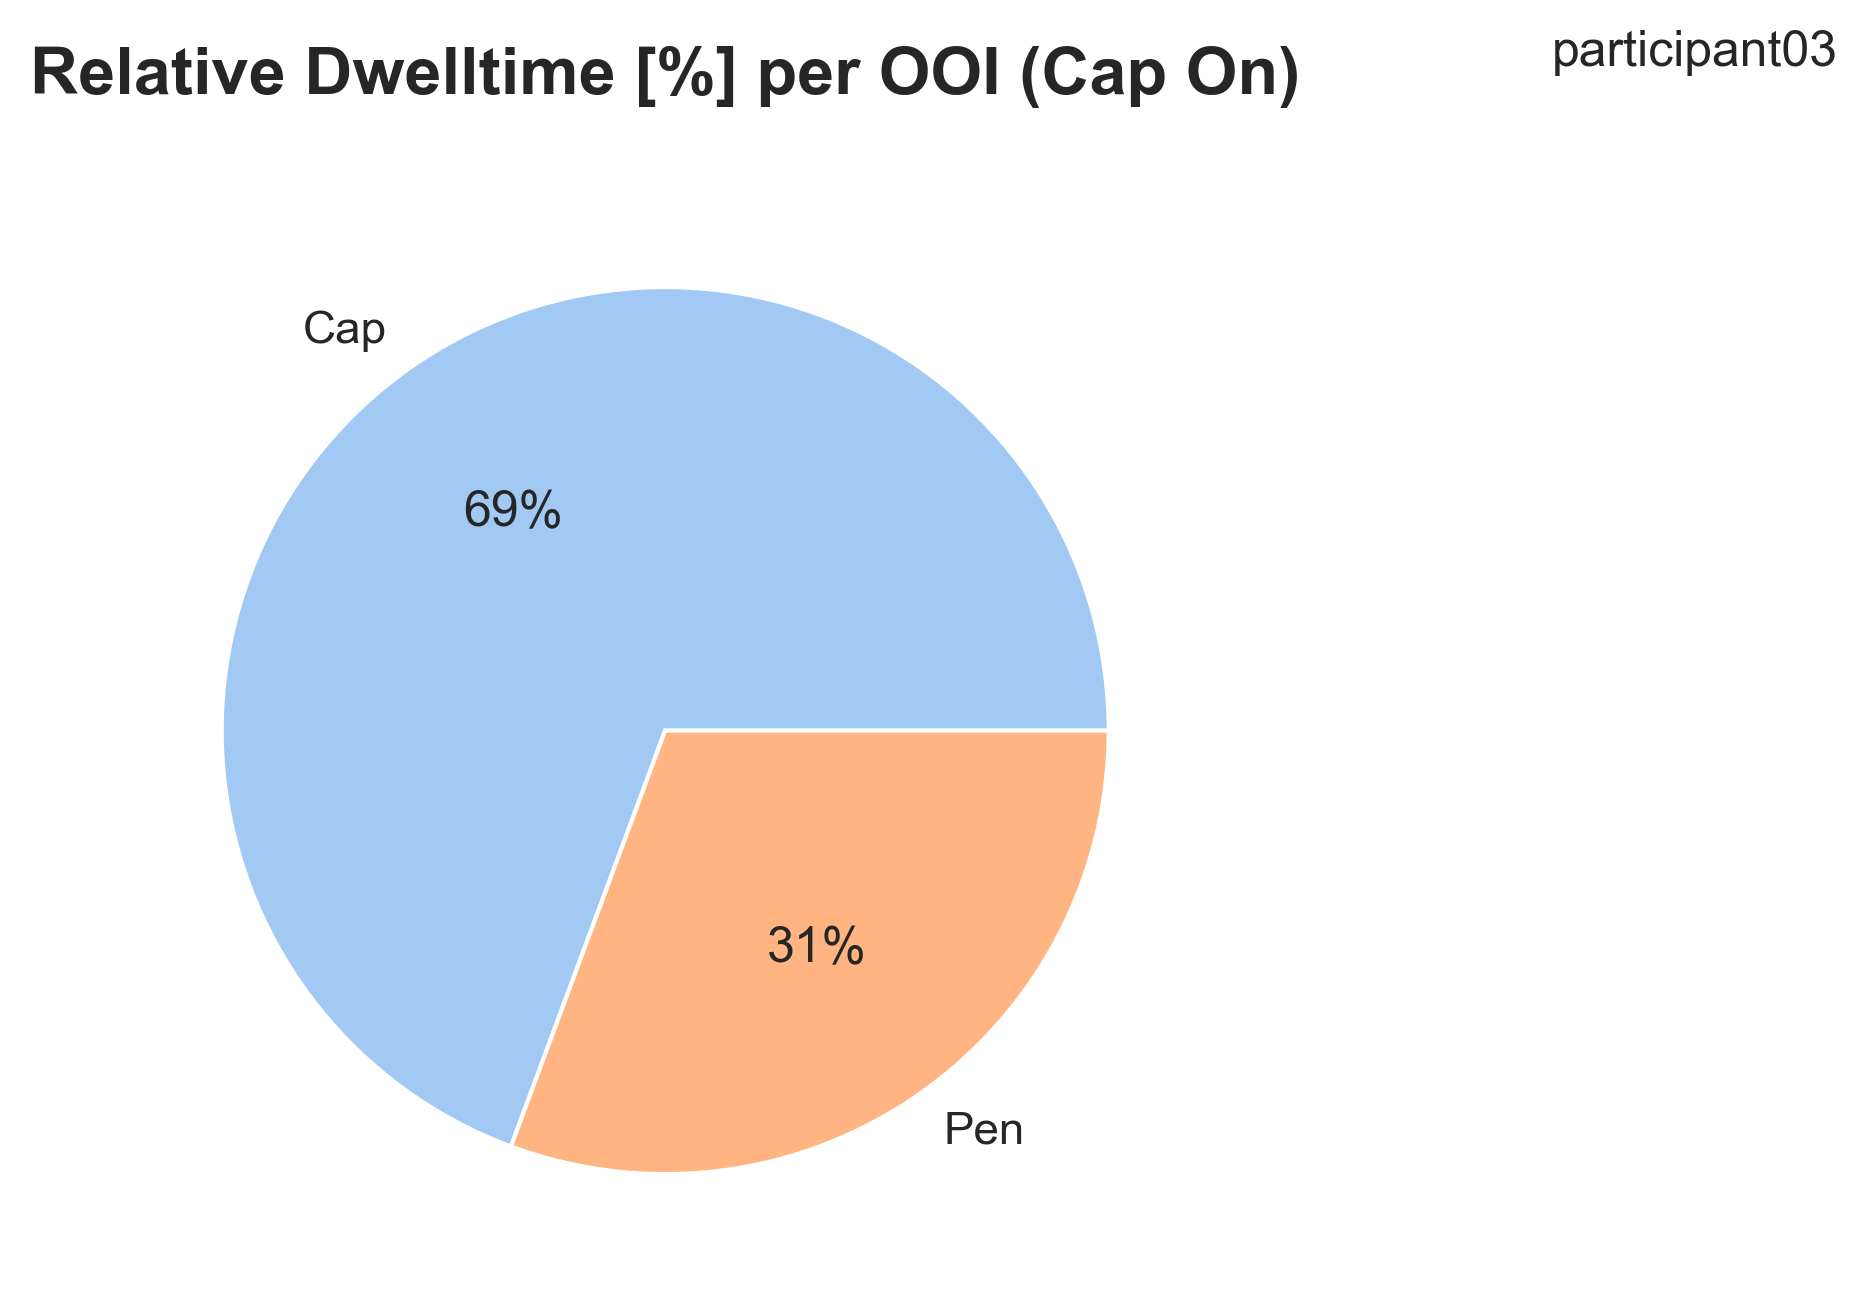 Relative Dwelltime [%] per OOI (Cap On)
participant03
Cap
69%
31%
Pen